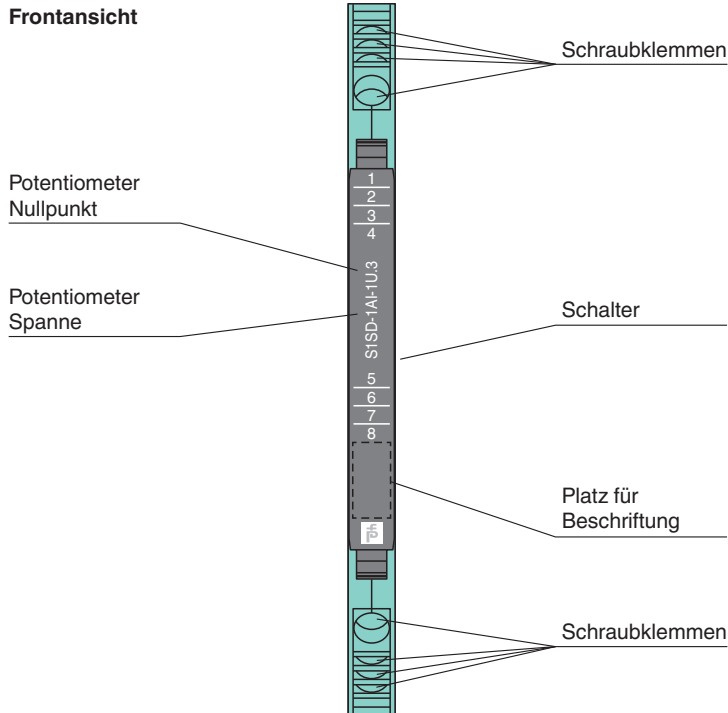 Frontansicht
Schraubklemmen
1
2
3
4
Potentiometer
Nullpunkt
S1SD-1AI-1U.3
Potentiometer
Spanne
Schalter
5
6
7
8
Platz für
Beschriftung
Schraubklemmen